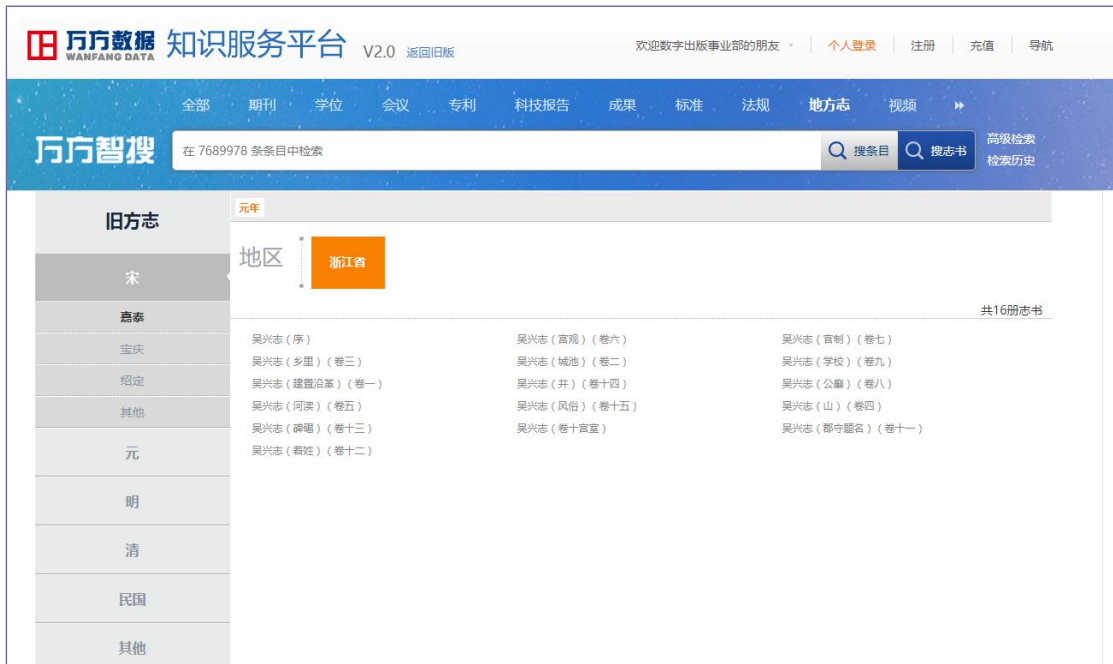 万方数据 WANFANG DATA 知识服务平台 V2.0 返回旧版 欢迎数字出版事业部的朋友 个人登录 注册 充值 导航
全部 期刊 学位 会议 专利 科技报告 成果 标准 法规 地方志 视频
万方智搜 在 7689978 条条目中检索 搜条目 搜志书 高级检索
检索历史
旧方志
宋
嘉泰
宝庆
绍定
其他
元
明
清
民国
其他
元年
地区 浙江省
共16册志书
吴兴志（序） 吴兴志（宫观）（卷六） 吴兴志（官制）（卷七）
吴兴志（乡里）（卷三） 吴兴志（城池）（卷二） 吴兴志（学校）（卷九）
吴兴志（建置沿革）（卷一） 吴兴志（井）（卷十四） 吴兴志（公廨）（卷八）
吴兴志（河渎）（卷五） 吴兴志（风俗）（卷十五） 吴兴志（山）（卷四）
吴兴志（碑碣）（卷十三） 吴兴志（卷十宫室） 吴兴志（郡守题名）（卷十一）
吴兴志（着姓）（卷十二）